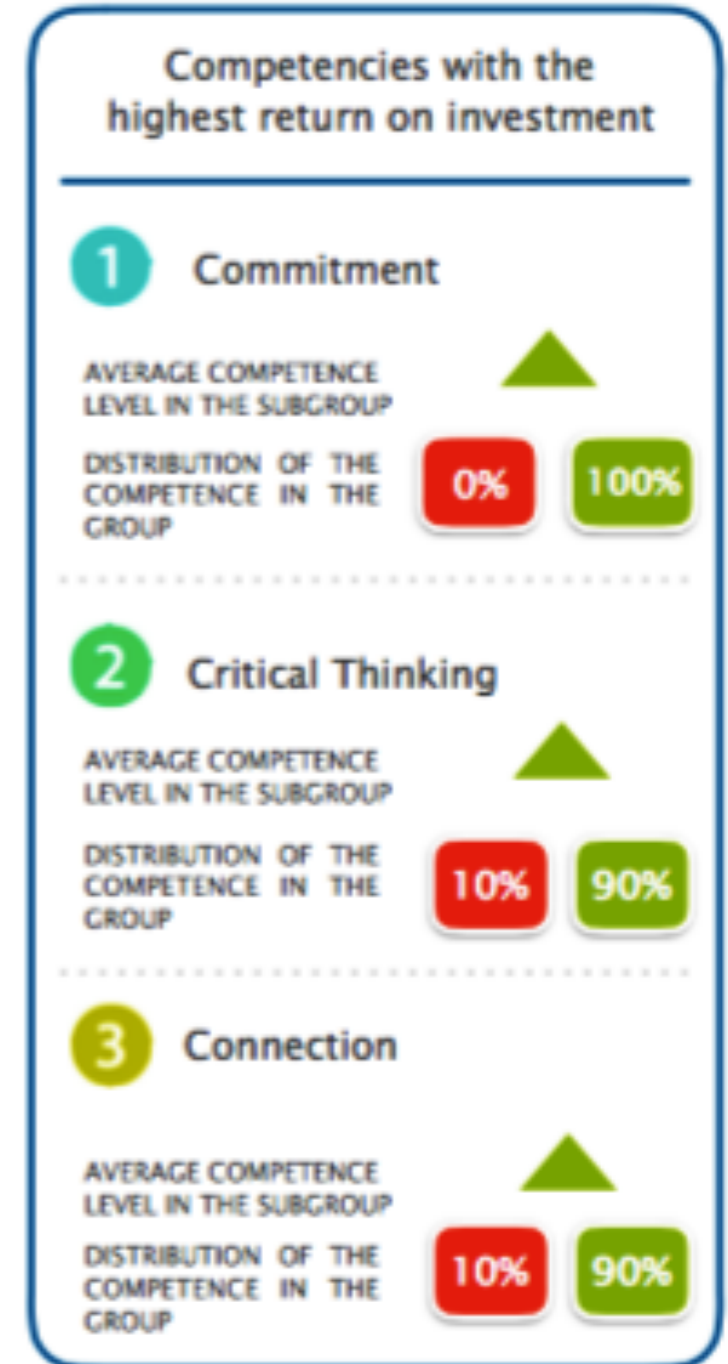 Competencies with the
highest return on investment
1 Commitment
AVERAGE COMPETENCE
LEVEL IN THE SUBGROUP
DISTRIBUTION OF THE
COMPETENCE IN THE
GROUP
0% 100%
2 Critical Thinking
AVERAGE COMPETENCE
LEVEL IN THE SUBGROUP
DISTRIBUTION OF THE
COMPETENCE IN THE
GROUP
10% 90%
3 Connection
AVERAGE COMPETENCE
LEVEL IN THE SUBGROUP
DISTRIBUTION OF THE
COMPETENCE IN THE
GROUP
10% 90%